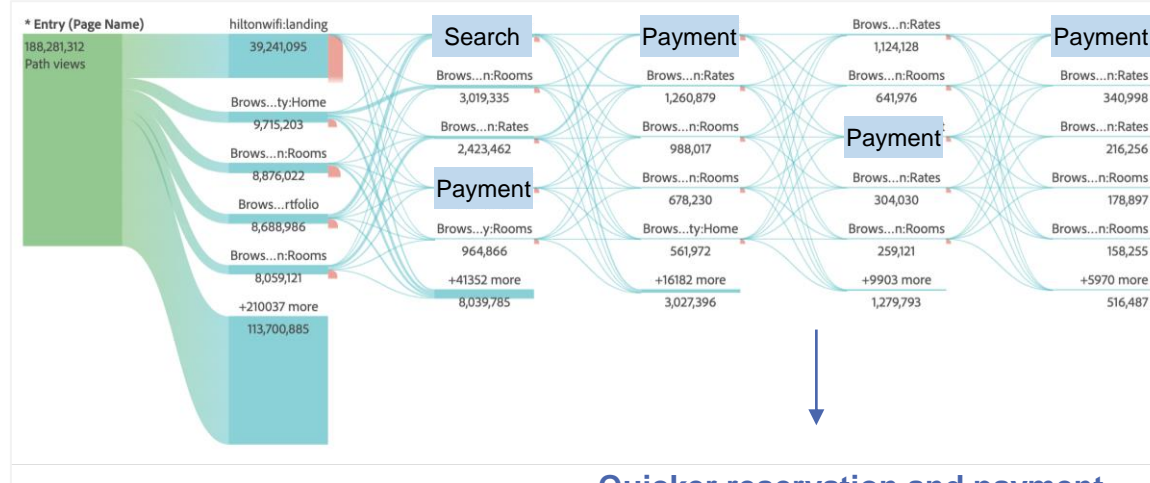 * Entry (Page Name)
188,281,312
Path views
hiltonwifi:landing
39,241,095
Brows...ty:Home
9,715,203
Brows...n:Rooms
8,876,022
Brows...rtfolio
8,688,986
Brows...n:Rooms
8,059,121
+210037 more
113,700,885
Search
Brows...n:Rooms
3,019,335
Brows...n:Rates
2,423,462
Payment
Brows...y:Rooms
964,866
+41352 more
8,039,785
Payment
Brows...n:Rates
1,260,879
Brows...n:Rooms
988,017
Brows...n:Rooms
678,230
Brows...ty:Home
561,972
+16182 more
3,027,396
Brows...n:Rates
1,124,128
Brows...n:Rooms
641,976
Payment
Brows...n:Rates
304,030
Brows...n:Rooms
259,121
+9903 more
1,279,793
Payment
Brows...n:Rates
340,998
Brows...n:Rates
216,256
Brows...n:Rooms
178,897
Brows...n:Rooms
158,255
+5970 more
516,487
Quicker reservation and payment